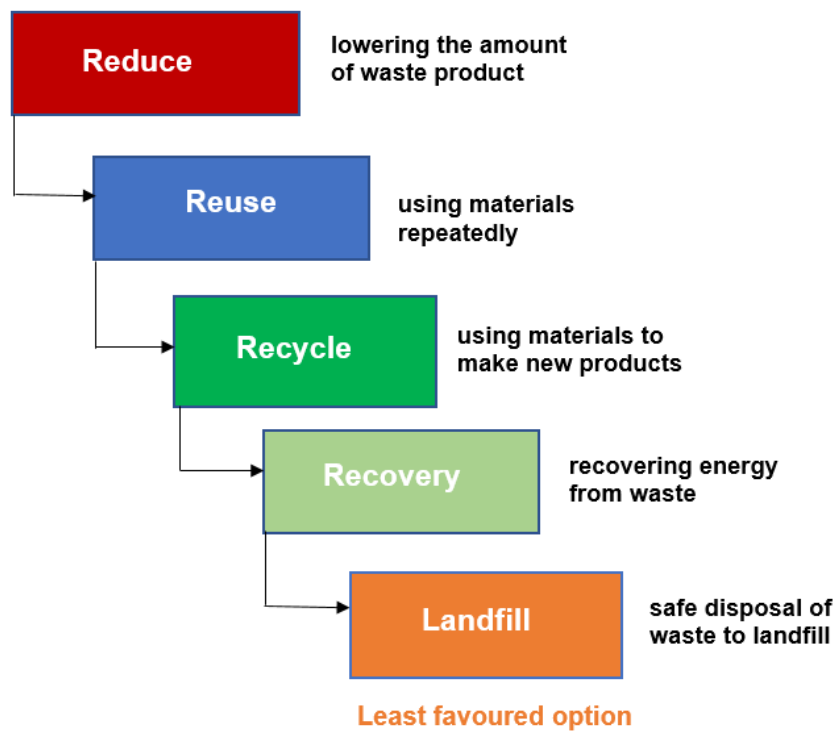 Reduce
lowering the amount
of waste product
Reuse
using materials
repeatedly
Recycle
using materials to
make new products
Recovery
recovering energy
from waste
Landfill
safe disposal of
waste to landfill
Least favoured option